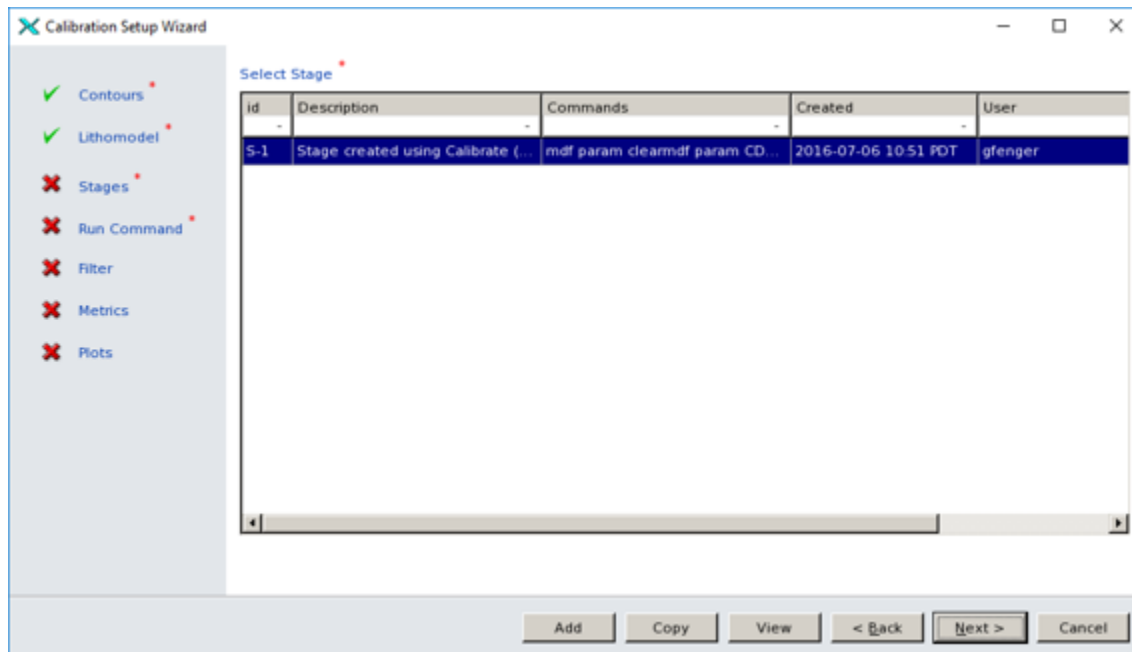 Calibration Setup Wizard
Contours *
Lithomodel *
Stages *
Run Command *
Filter
Metrics
Plots
Select Stage *
id Description Commands Created User
S-1 Stage created using Calibrate (... mdf param clearmdf param CD... 2016-07-06 10:51 PDT gfenger
Add Copy View < Back Next > Cancel